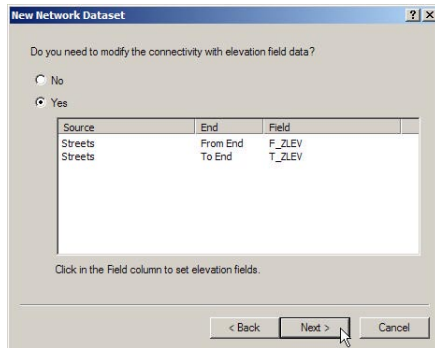 New Network Dataset
Do you need to modify the connectivity with elevation field data?
No
Yes
Source End Field
Streets From End F_ZLEV
Streets To End T_ZLEV
Click in the Field column to set elevation fields.
< Back Next > Cancel